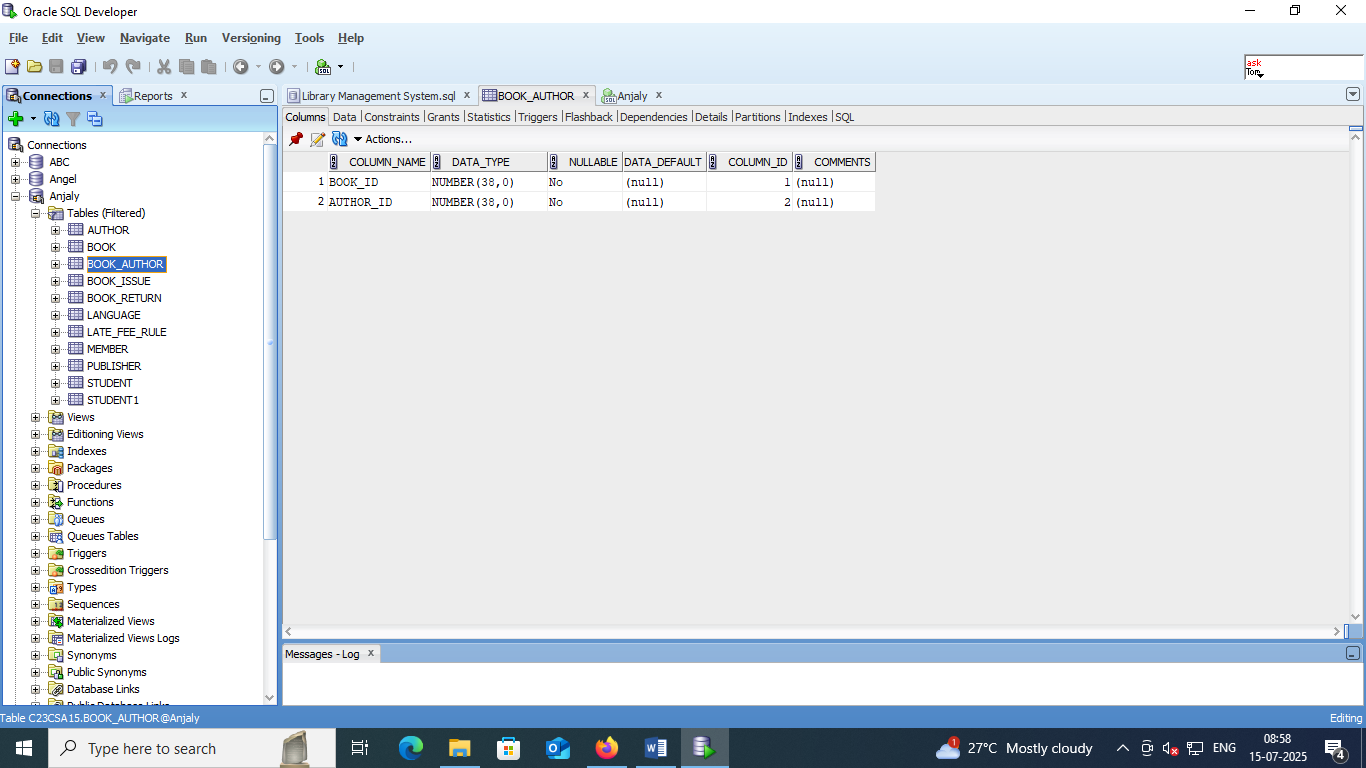 Oracle SQL Developer
File Edit View Navigate Run Versioning Tools Help
SQL
ask
Tom
Connections Reports
Library Management System.sql BOOK_AUTHOR Anjaly
Columns Data Constraints Grants Statistics Triggers Flashback Dependencies Details Partitions Indexes SQL
Actions...
COLUMN_NAME DATA_TYPE NULLABLE DATA_DEFAULT COLUMN_ID COMMENTS
1 BOOK_ID NUMBER(38,0) No (null) 1 (null)
2 AUTHOR_ID NUMBER(38,0) No (null) 2 (null)
Connections
ABC
Angel
Anjaly
Tables (Filtered)
AUTHOR
BOOK
BOOK_AUTHOR
BOOK_ISSUE
BOOK_RETURN
LANGUAGE
LATE_FEE_RULE
MEMBER
PUBLISHER
STUDENT
STUDENT1
Views
Editioning Views
Indexes
Packages
Procedures
Functions
Queues
Queues Tables
Triggers
Crossedition Triggers
Types
Sequences
Materialized Views
Materialized Views Logs
Synonyms
Public Synonyms
Database Links
Public Database Links
Messages - Log
Table C23CSA15.BOOK_AUTHOR@Anjaly
Editing
Type here to search
27°C Mostly cloudy
ENG
08:58
15-07-2025
4